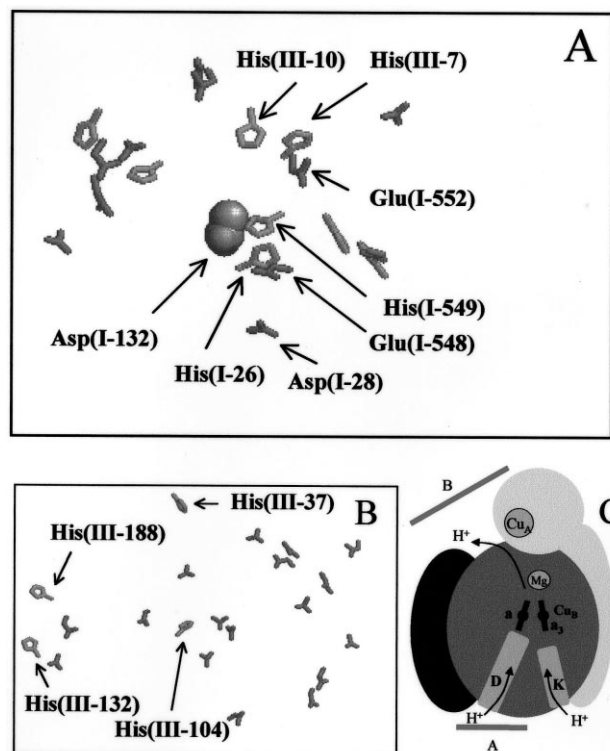 A
His(III-10) His(III-7)
Glu(I-552)
His(I-549)
Asp(I-132)
Glu(I-548)
His(I-26)
Asp(I-28)
B
His(III-37)
His(III-188)
His(III-132)
His(III-104)
C
B
CuA
H+
Mg
a
CuB
a3
D
K
H+
H+
A